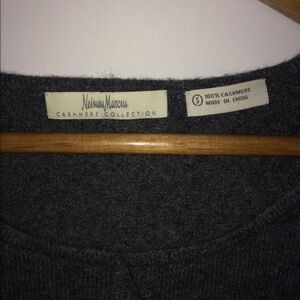 Neiman Marcus
CASHMERE COLLECTION
S
100% CASHMERE
MADE IN CHINA